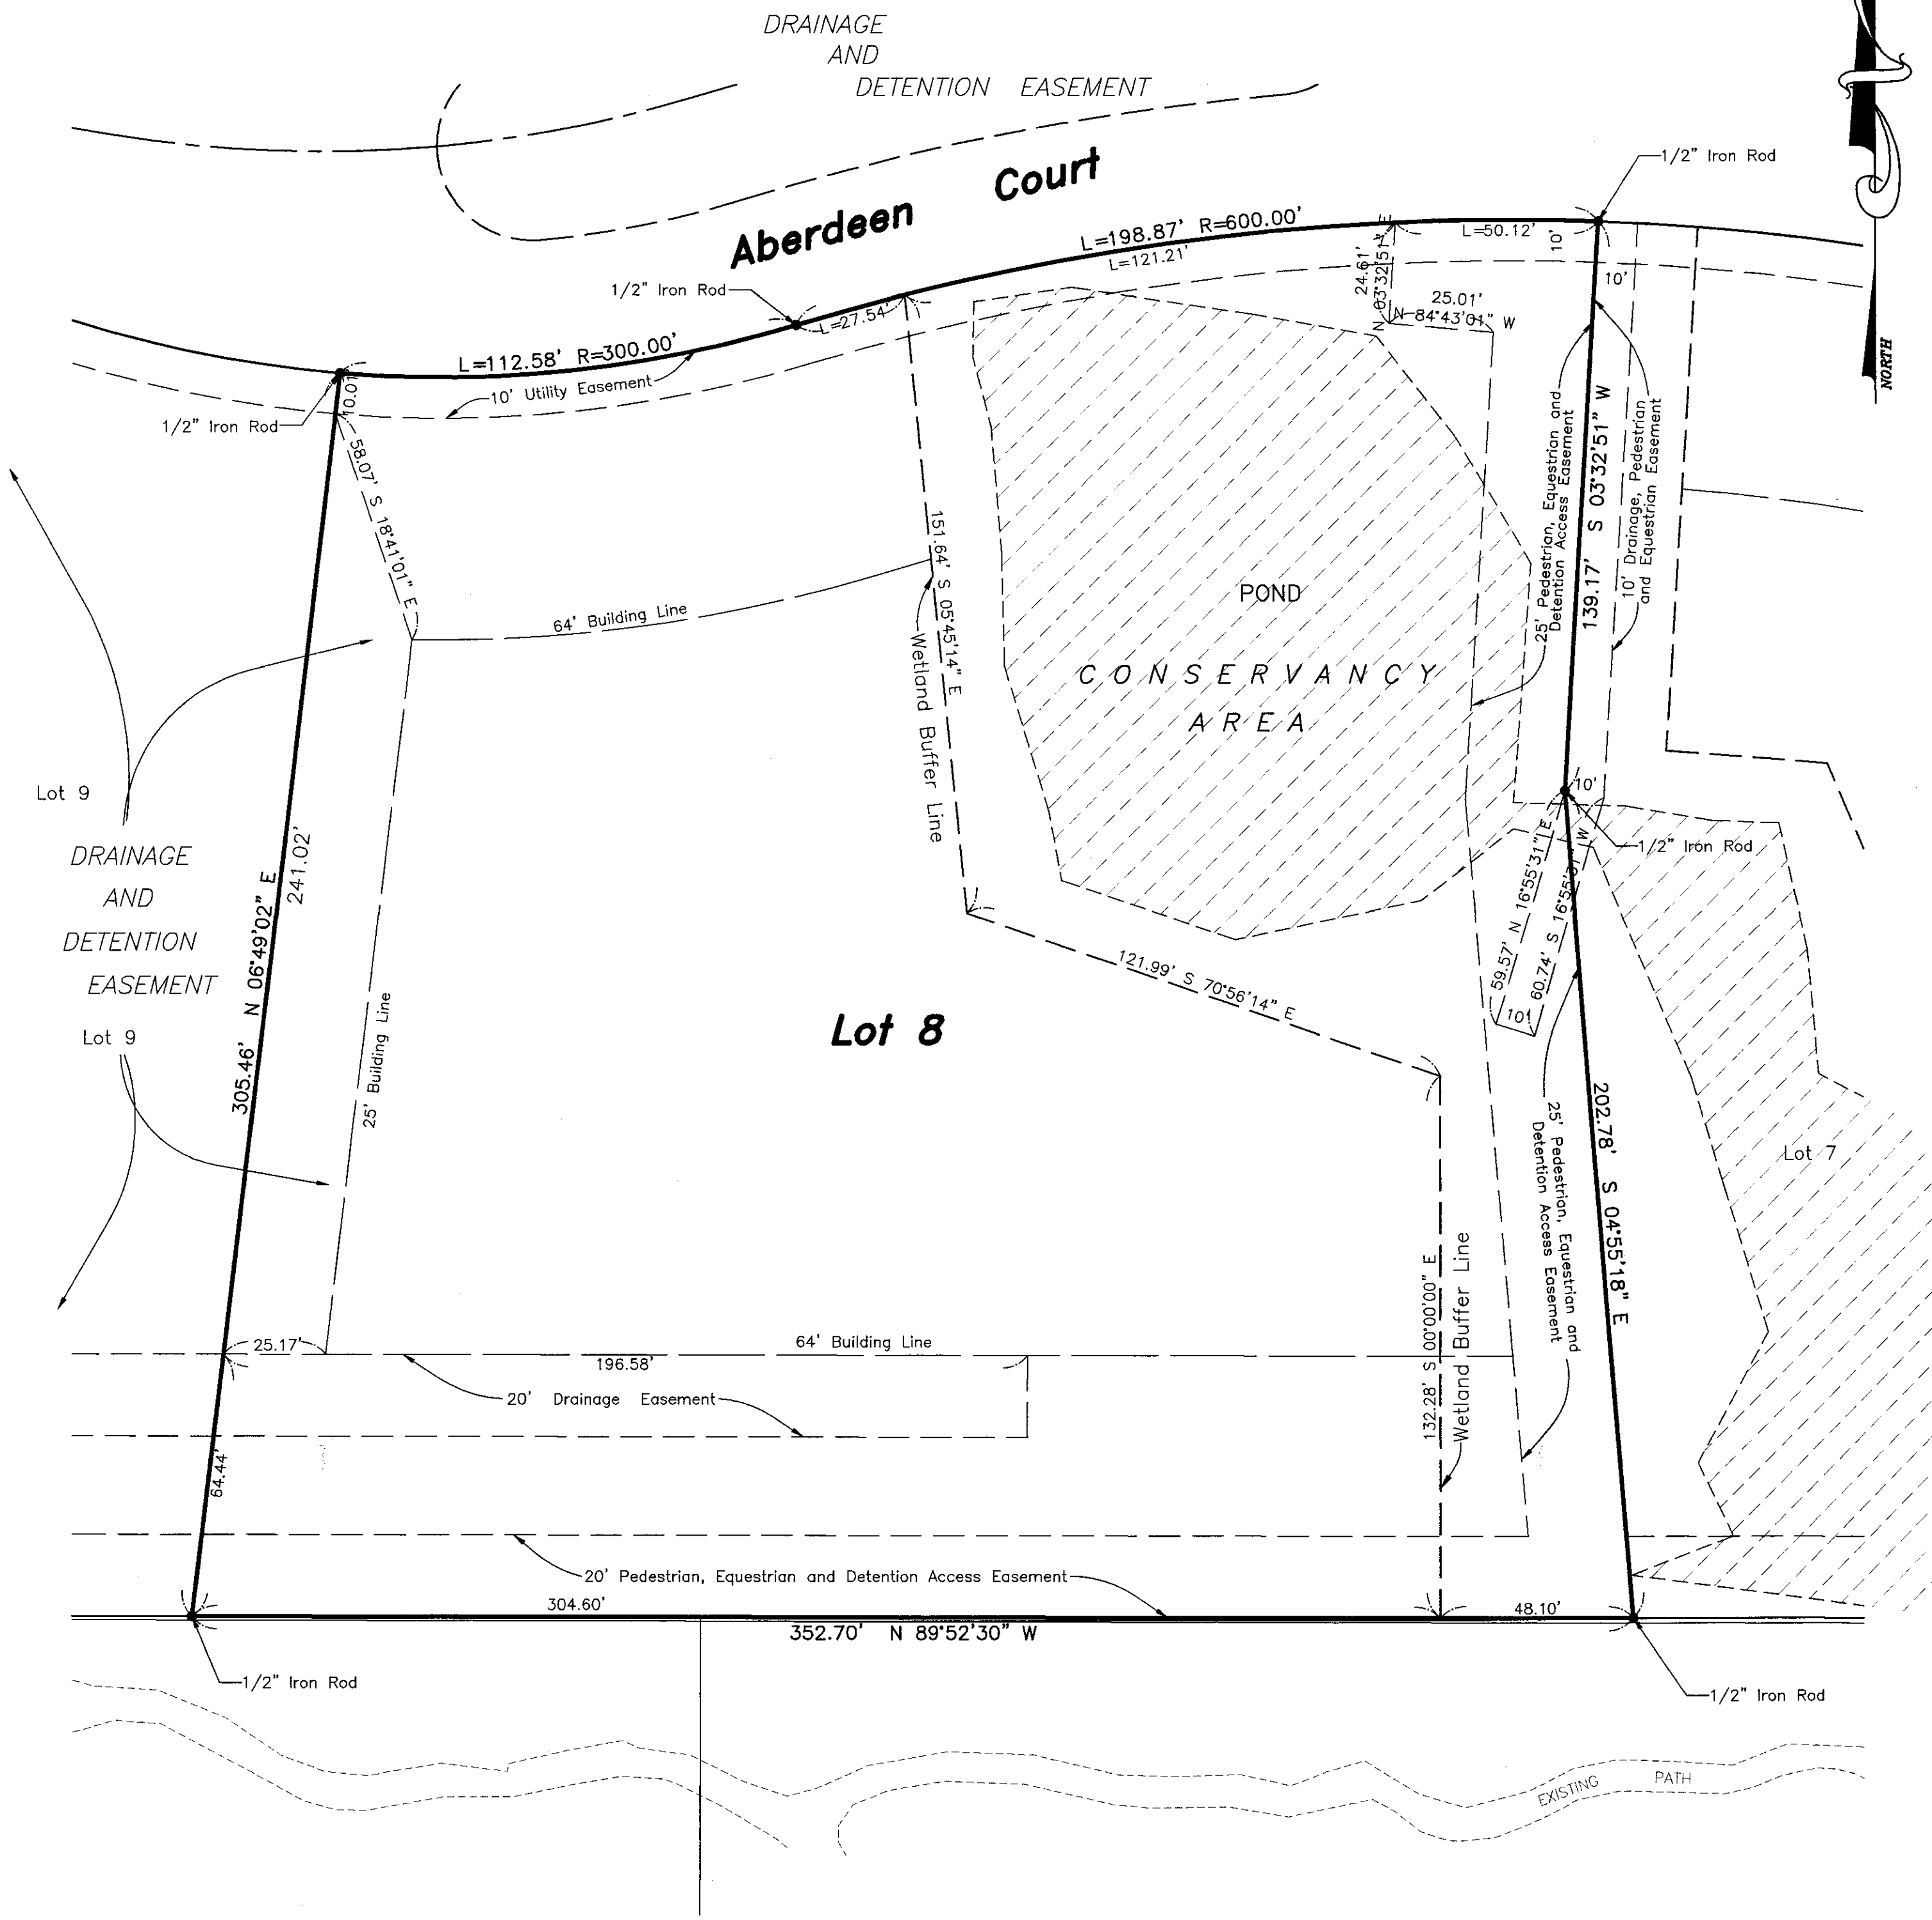 DRAINAGE
AND
DETENTION EASEMENT
Aberdeen Court
1/2" Iron Rod
NORTH
L=198.87' R=600.00'
L=121.21'
L=50.12'
10'
10'
24.61'
N 03°32'51" E
25.01'
N 84°43'01" W
1/2" Iron Rod
L=27.54'
L=112.58' R=300.00'
10' Utility Easement
10.01'
1/2" Iron Rod
58.07' S 18°41'01" E
64' Building Line
151.64' S 05°45'14" E
Wetland Buffer Line
POND
CONSERVANCY
AREA
25' Pedestrian, Equestrian and
Detention Access Easement
139.17' S 03°32'51" W
10' Drainage, Pedestrian
and Equestrian Easement
10'
1/2" Iron Rod
59.57' N 16°55'31" E
60.74' S 16°55'31" W
10'
Lot 9
DRAINAGE
AND
DETENTION
EASEMENT
Lot 9
305.46' N 06°49'02" E
241.02'
25' Building Line
Lot 8
121.99' S 70°56'14" E
202.78' S 04°55'18" E
25' Pedestrian, Equestrian and
Detention Access Easement
Lot 7
132.28' S 00°00'00" E
Wetland Buffer Line
25.17'
64' Building Line
196.58'
20' Drainage Easement
64.44'
20' Pedestrian, Equestrian and Detention Access Easement
304.60'
48.10'
352.70' N 89°52'30" W
1/2" Iron Rod
1/2" Iron Rod
EXISTING PATH